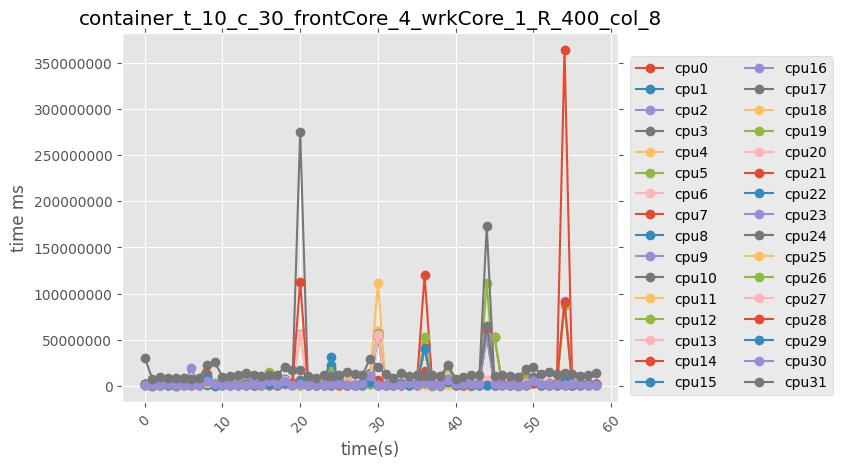 container_t_10_c_30_frontCore_4_wrkCore_1_R_400_col_8
time ms
350000000
300000000
250000000
200000000
150000000
100000000
50000000
0
0
10
20
30
40
50
60
time(s)
cpu0
cpu1
cpu2
cpu3
cpu4
cpu5
cpu6
cpu7
cpu8
cpu9
cpu10
cpu11
cpu12
cpu13
cpu14
cpu15
cpu16
cpu17
cpu18
cpu19
cpu20
cpu21
cpu22
cpu23
cpu24
cpu25
cpu26
cpu27
cpu28
cpu29
cpu30
cpu31